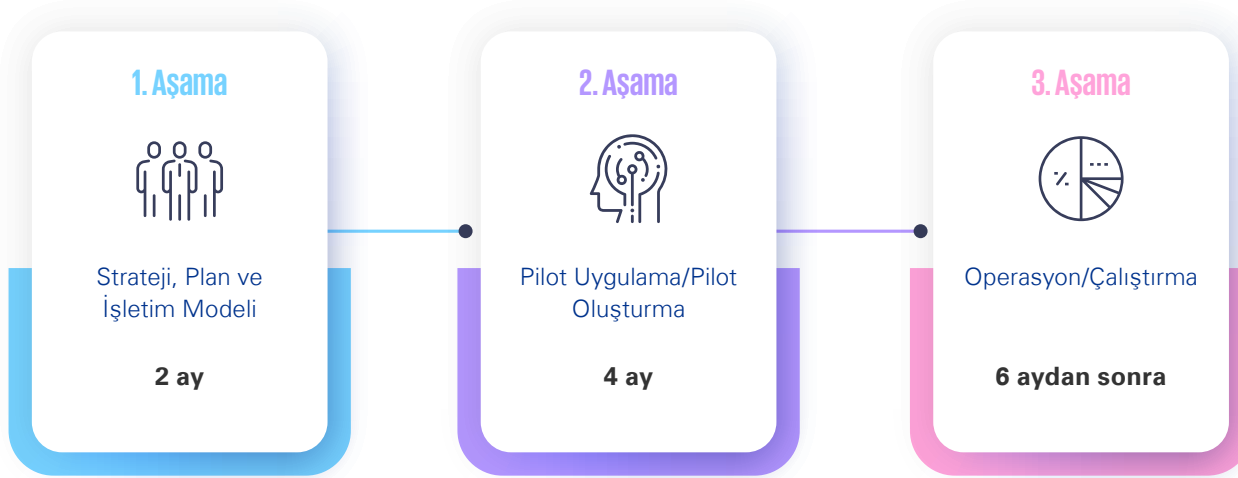 1. Aşama
Strateji, Plan ve
İşletim Modeli
2 ay
2. Aşama
Pilot Uygulama/Pilot
Oluşturma
4 ay
3. Aşama
%
Operasyon/Çalıştırma
6 aydan sonra